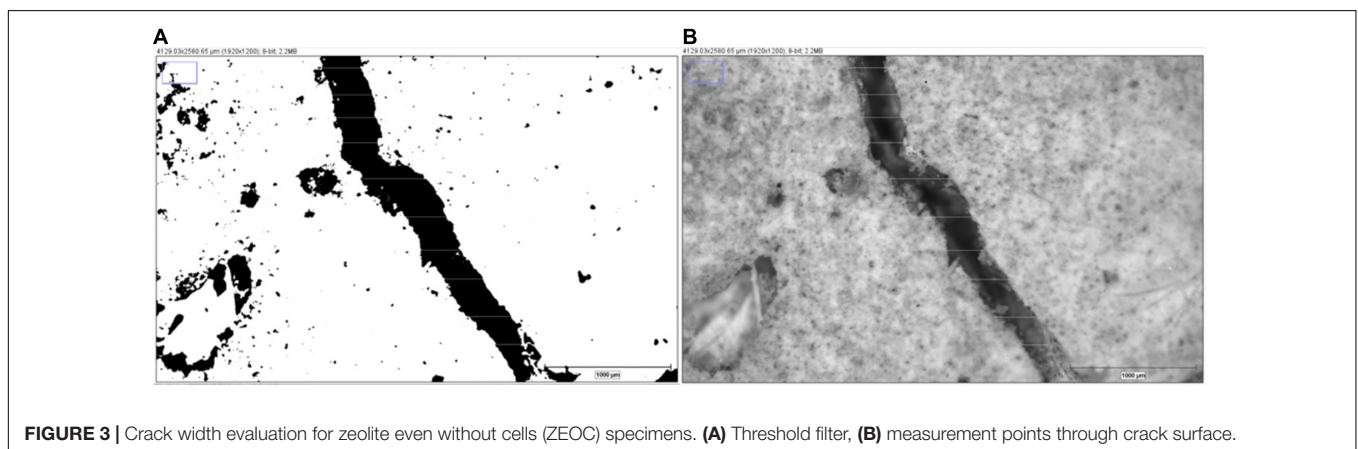 A
B
4129.03x2580.65 µm (1920x1200); 8-bit; 2.2MB
4129.03x2580.65 µm (1920x1200); 8-bit; 2.2MB
1000 µm
1000 µm
FIGURE 3 | Crack width evaluation for zeolite even without cells (ZEOC) specimens. (A) Threshold filter, (B) measurement points through crack surface.